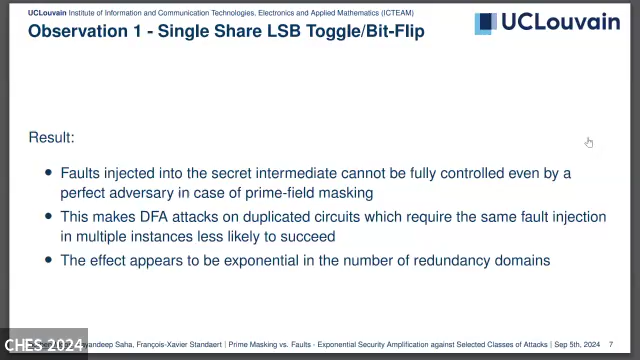 UCLouvain Institute of Information and Communication Technologies, Electronics and Applied Mathematics (ICTEAM)
Observation 1 - Single Share LSB Toggle/Bit-Flip
UCLouvain
Result:
Faults injected into the secret intermediate cannot be fully controlled even by a
perfect adversary in case of prime-field masking
This makes DFA attacks on duplicated circuits which require the same fault injection
in multiple instances less likely to succeed
The effect appears to be exponential in the number of redundancy domains
Saha, François-Xavier Standaert | Prime Masking vs. Faults - Exponential Security Amplification against Selected Classes of Attacks | Sep 5th, 2024 7
CHES 2024